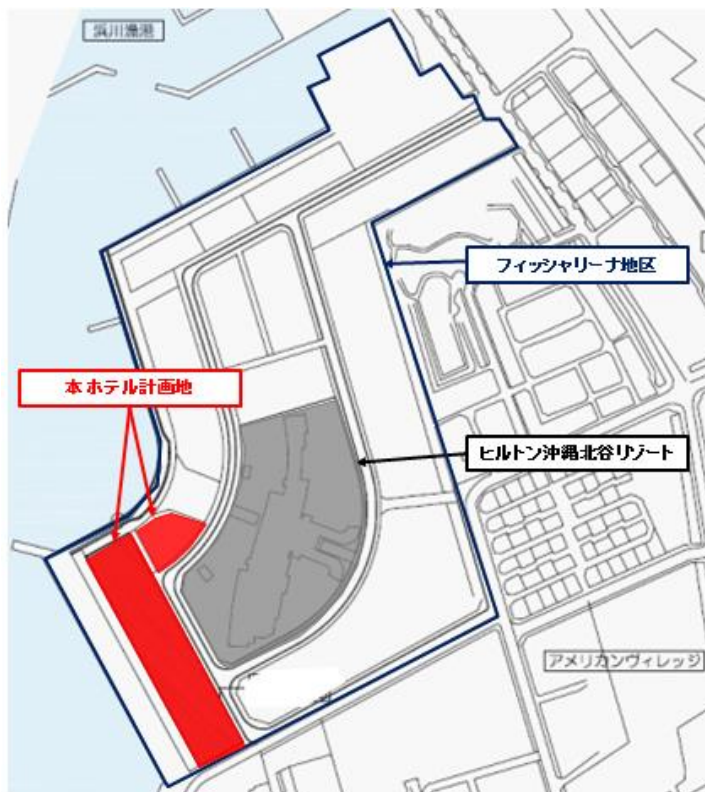 浜川漁港
フィッシャリーナ地区
本ホテル計画地
ヒルトン沖縄北谷リゾート
アメリカンヴィレッジ